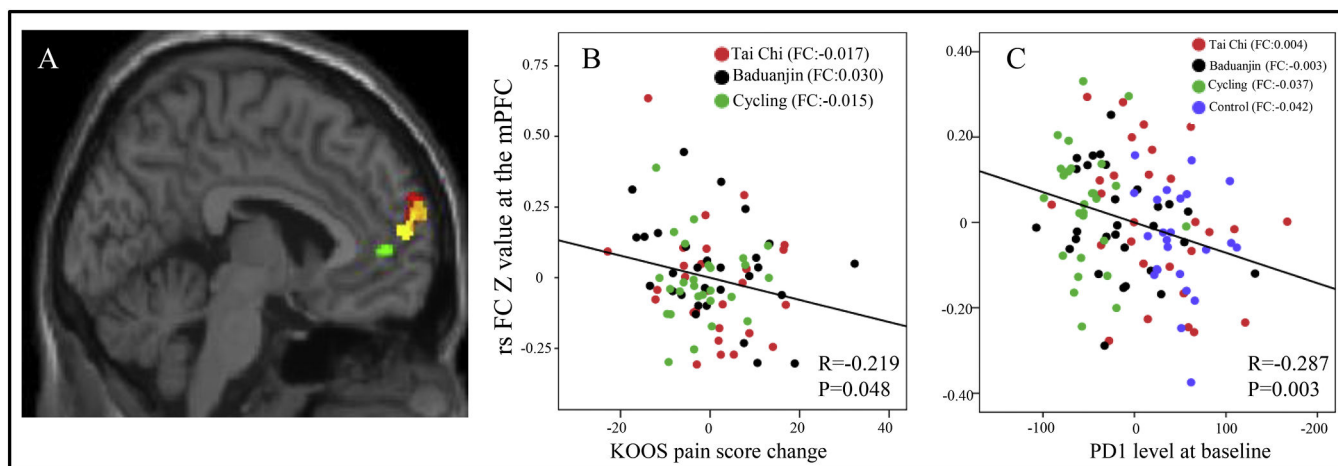 A
B
Tai Chi (FC:-0.017)
Baduanjin (FC:0.030)
Cycling (FC:-0.015)
rs FC Z value at the mPFC
0.75
0.50
0.25
0
-0.25
R=-0.219
P=0.048
-20
0
20
40
KOOS pain score change
C
Tai Chi (FC:0.004)
Baduanjin (FC:-0.003)
Cycling (FC:-0.037)
Control (FC:-0.042)
0.40
0.20
0
-0.20
-0.40
R=-0.287
P=0.003
-100
0
100
200
PD1 level at baseline